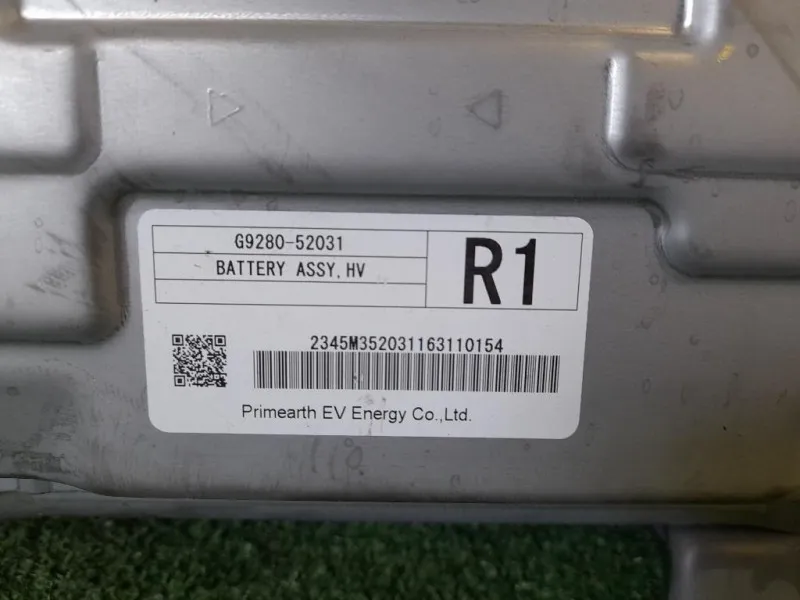 G9280-52031
BATTERY ASSY,HV
R1
2345M352031163110154
Primearth EV Energy Co.,Ltd.